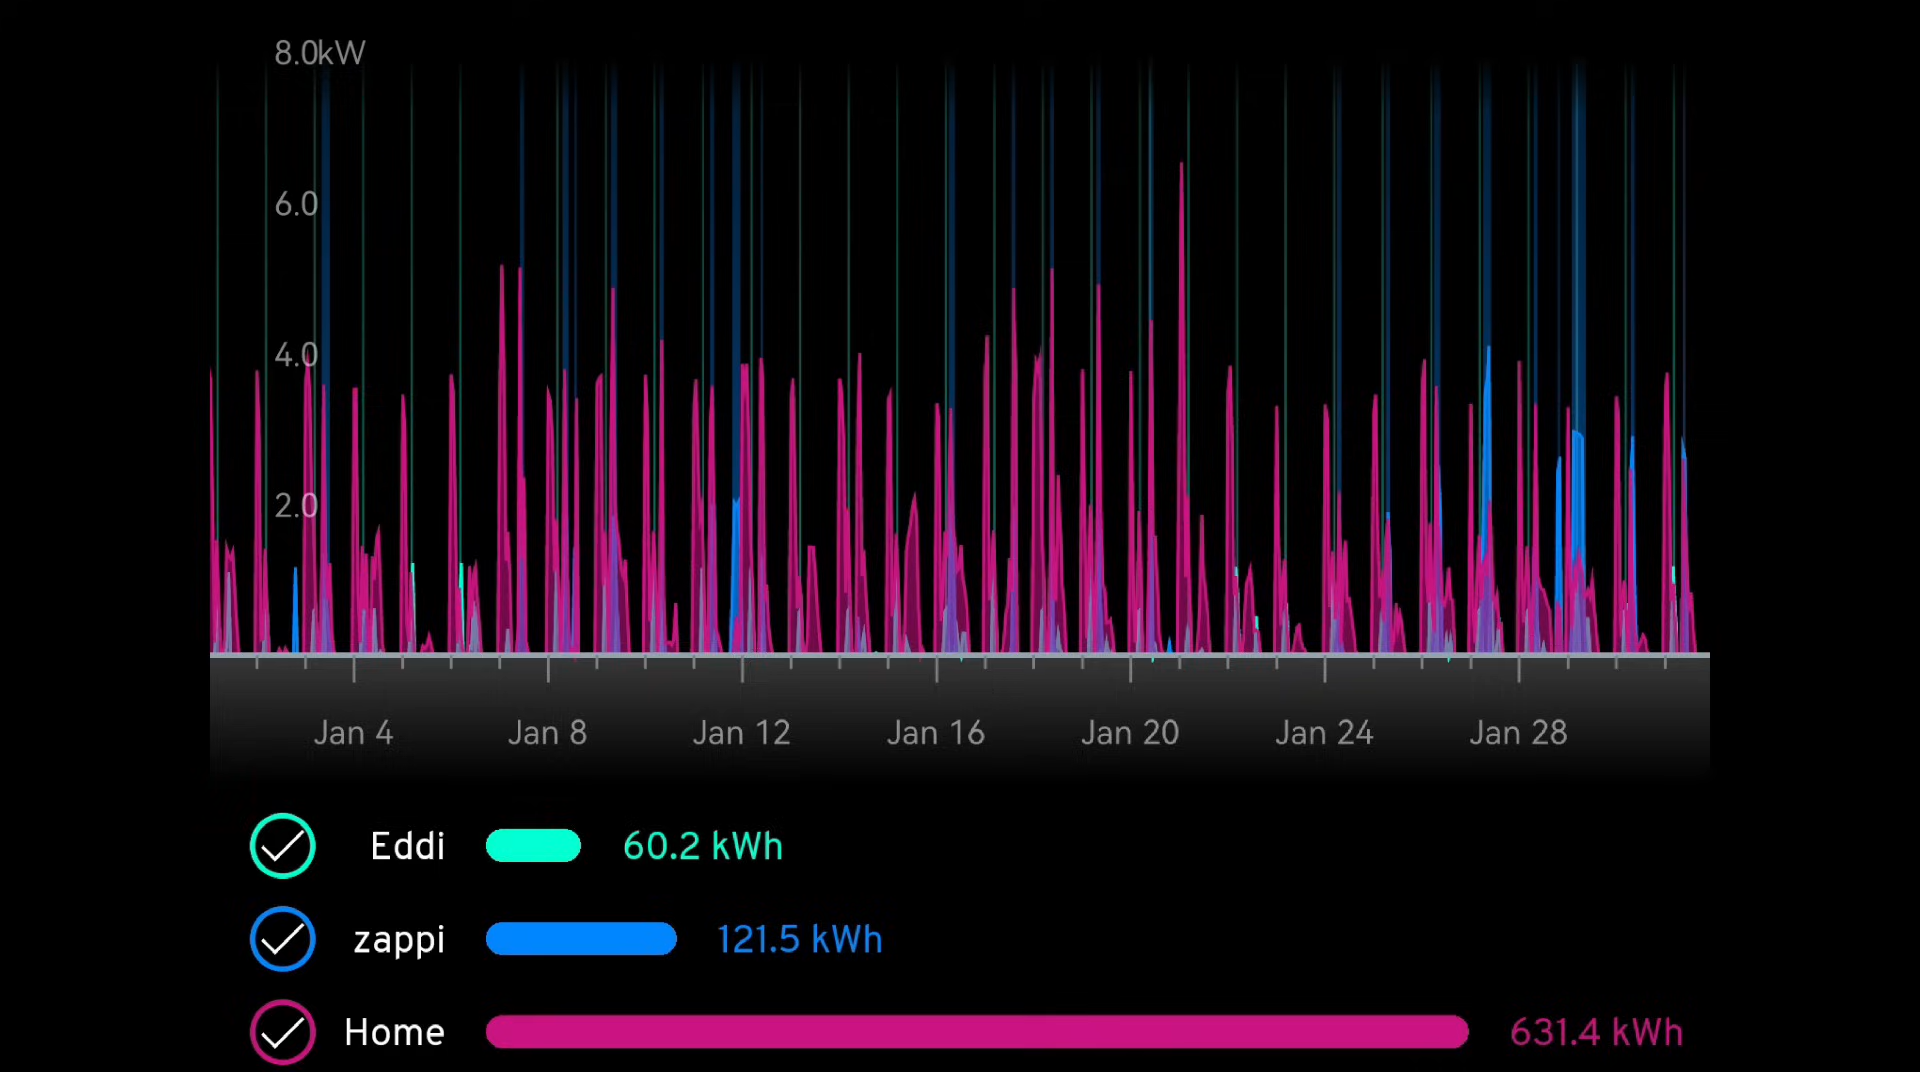 8.0kW
6.0
4.0
2.0
Jan 4 Jan 8 Jan 12 Jan 16 Jan 20 Jan 24 Jan 28
Eddi 60.2 kWh
zappi 121.5 kWh
Home 631.4 kWh